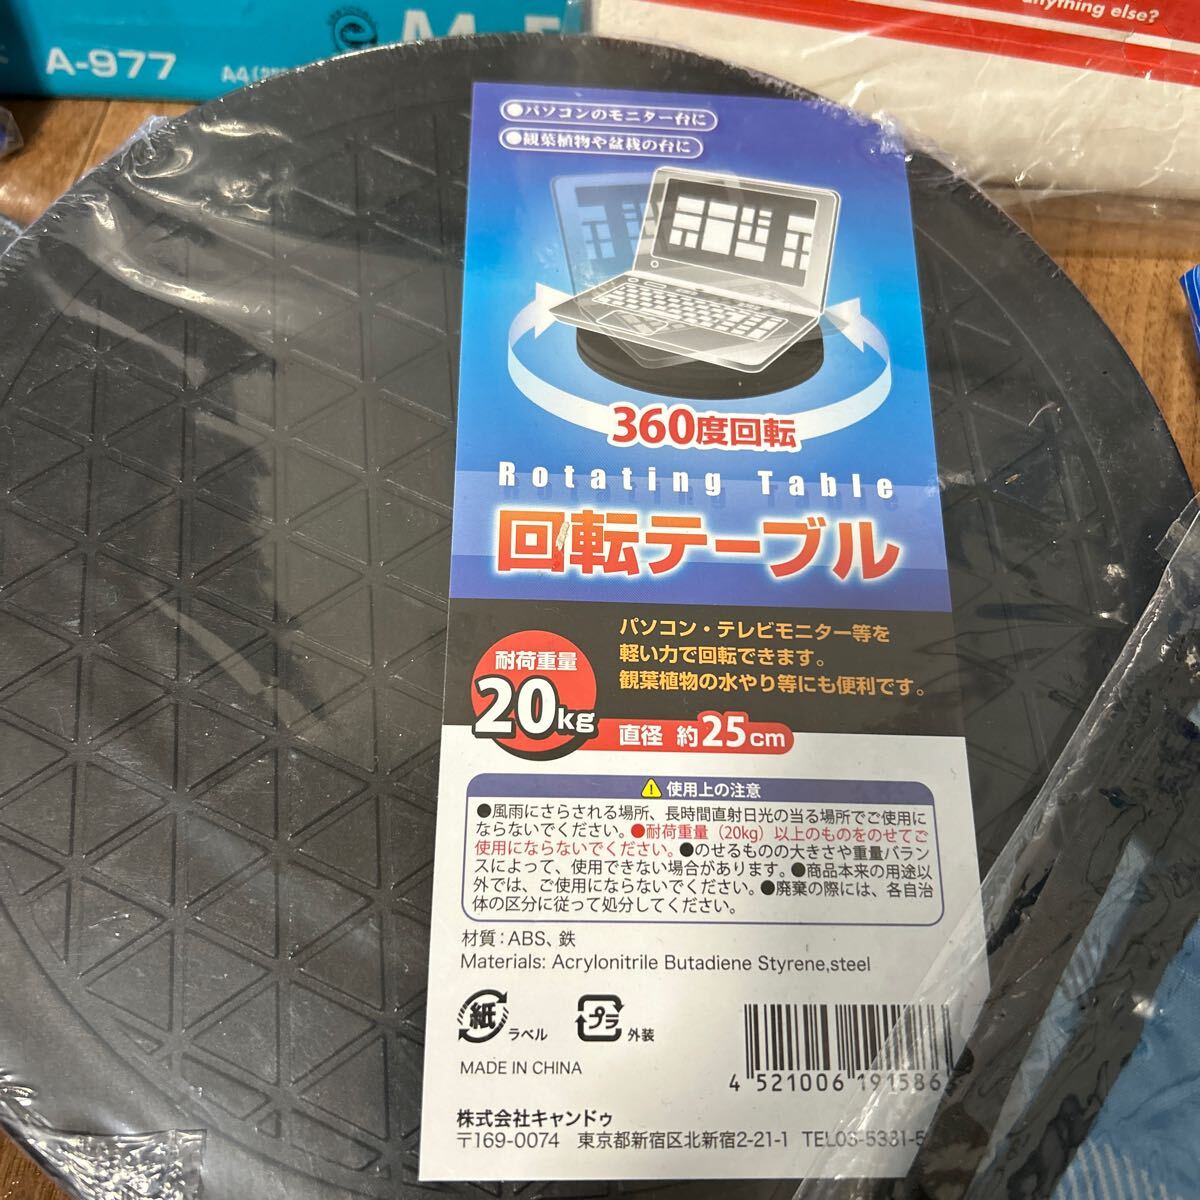 anything else?
A-977
A4
●パソコンのモニター台に
●観葉植物や盆栽の台に
360度回転
Rotating Table
回転テーブル
パソコン・テレビモニター等を
軽い力で回転できます。
観葉植物の水やり等にも便利です。
耐荷重量
20kg
直径 約25cm
使用上の注意
●風雨にさらされる場所、長時間直射日光の当る場所でご使用に
ならないでください。●耐荷重量（20kg）以上のものをのせてご
使用にならないでください。●のせるものの大きさや重量バラン
スによって、使用できない場合があります。●商品本来の用途以
外では、ご使用にならないでください。●廃棄の際には、各自治
体の区分に従って処分してください。
材質：ABS、鉄
Materials: Acrylonitrile Butadiene Styrene,steel
紙 ラベル
プラ 外装
MADE IN CHINA
4 521006 191586
株式会社キャンドゥ
〒169-0074 東京都新宿区北新宿2-21-1 TEL03-5331-5